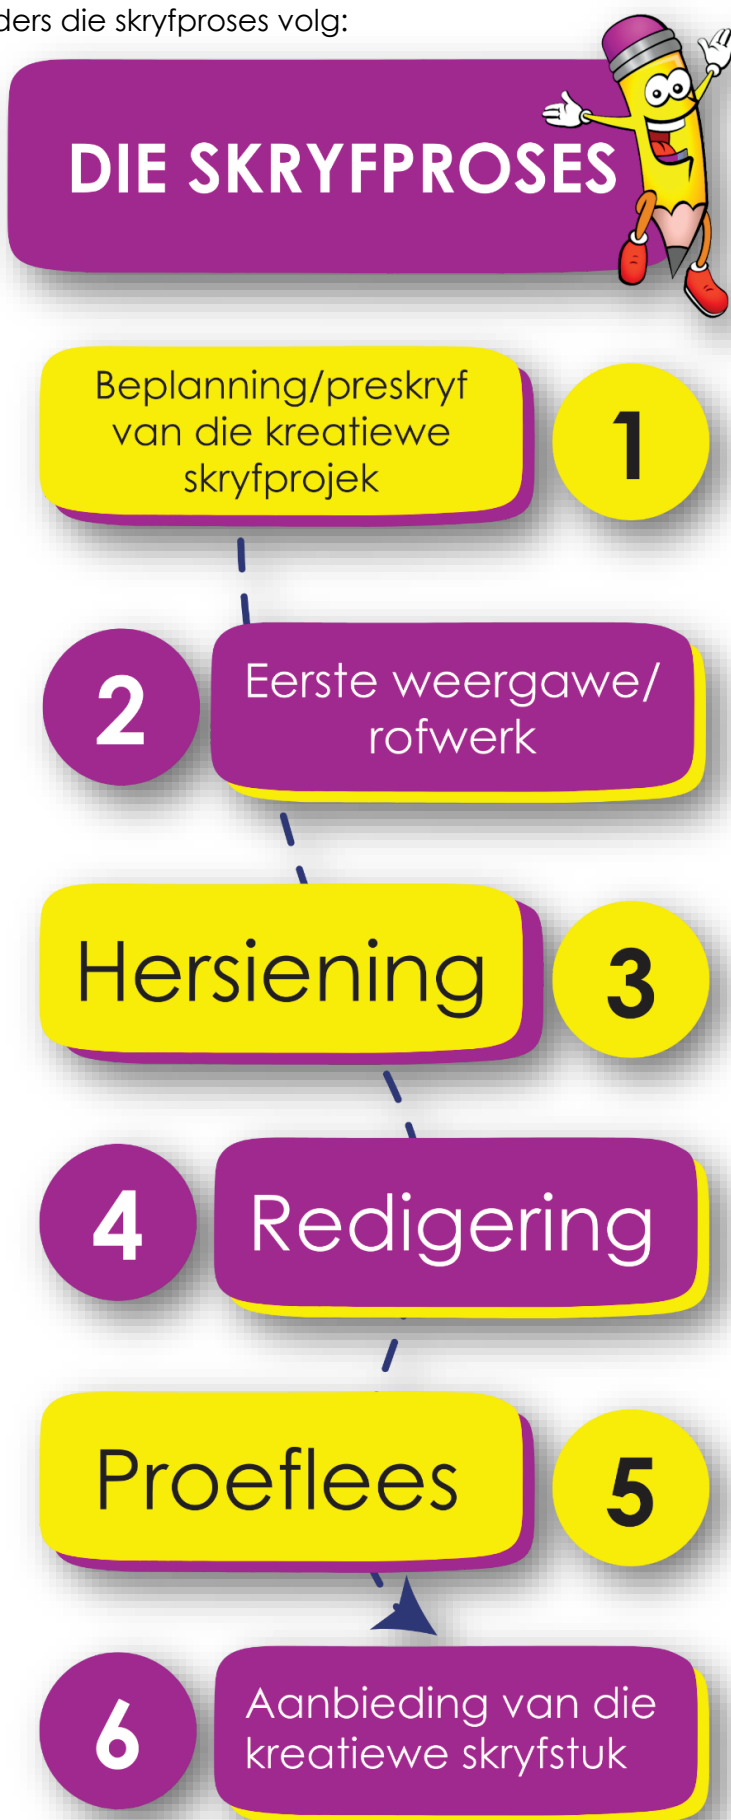 die skryfproses volg:
DIE SKRYFPROSES
Beplanning/preskryf
van die kreatiewe
skryfprojek
1
2
Eerste weergawe/
rofwerk
Hersiening
3
4
Redigering
Proeflees
5
6
Aanbieding van die
kreatiewe skryfstuk